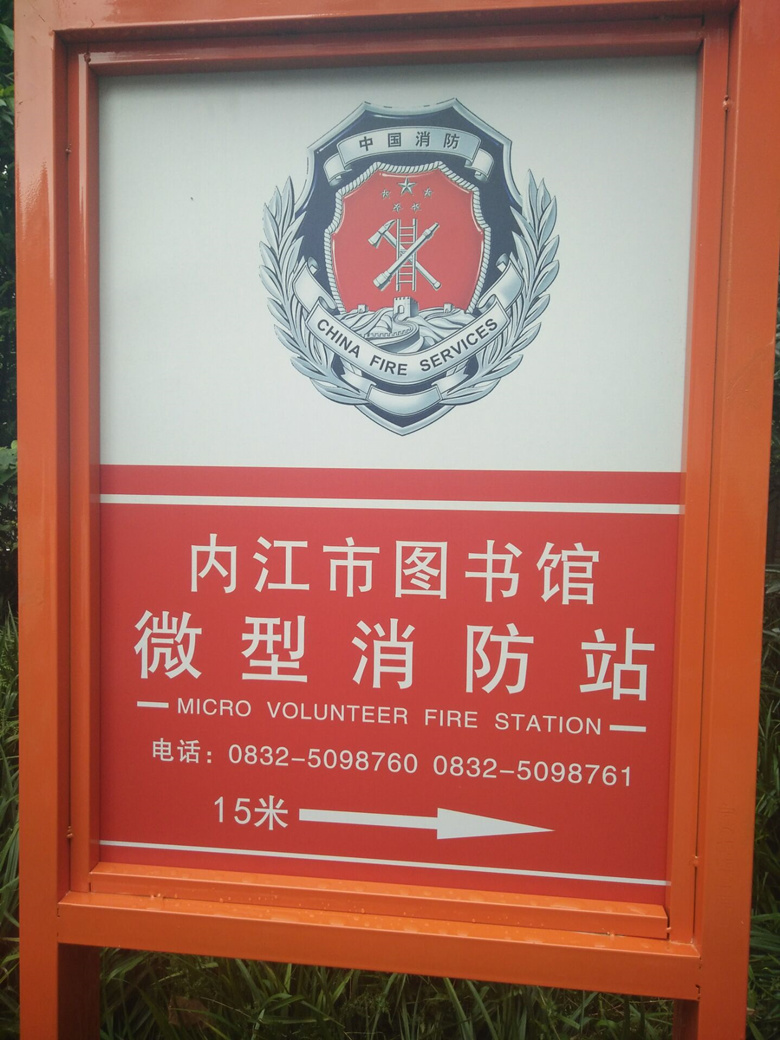 中国消防
CHINA FIRE SERVICES
内江市图书馆
微型消防站
MICRO VOLUNTEER FIRE STATION
电话：0832-5098760 0832-5098761
15米